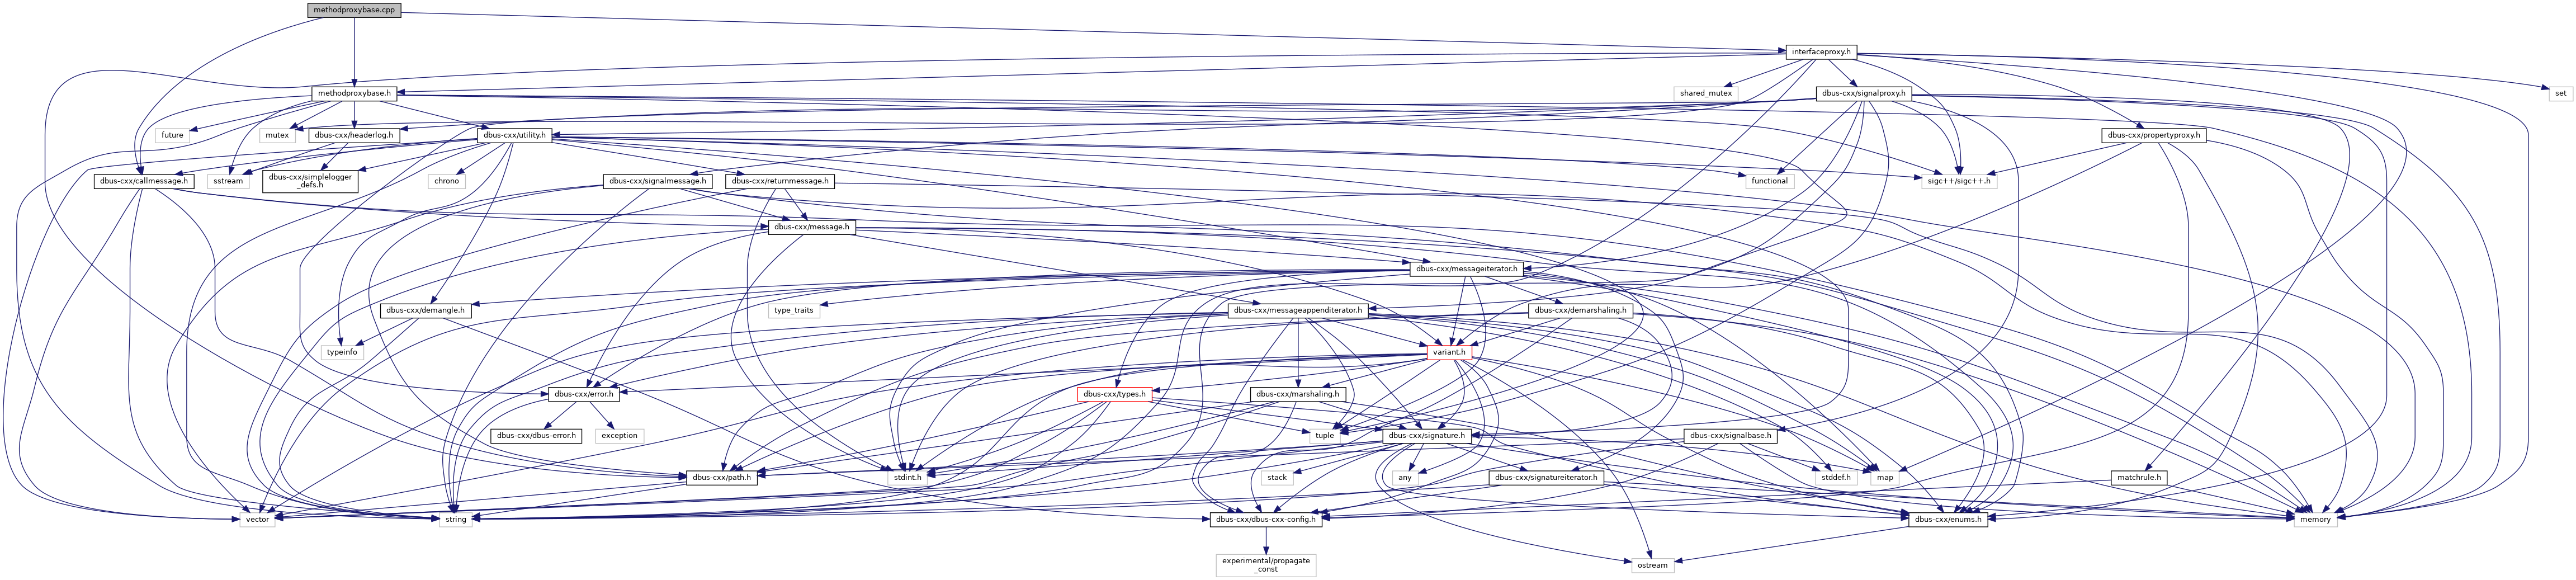 methodproxybase.cpp
interfaceproxy.h
methodproxybase.h
shared_mutex
dbus-cxx/signalproxy.h
set
future
mutex
dbus-cxx/headerlog.h
dbus-cxx/utility.h
dbus-cxx/propertyproxy.h
dbus-cxx/callmessage.h
sstream
dbus-cxx/simplelogger
_defs.h
chrono
dbus-cxx/signalmessage.h
dbus-cxx/returnmessage.h
functional
sigc++/sigc++.h
dbus-cxx/message.h
dbus-cxx/messageiterator.h
dbus-cxx/demangle.h
type_traits
dbus-cxx/messageappenditerator.h
dbus-cxx/demarshaling.h
typeinfo
variant.h
dbus-cxx/error.h
dbus-cxx/types.h
dbus-cxx/marshaling.h
dbus-cxx/dbus-error.h
exception
tuple
dbus-cxx/signature.h
dbus-cxx/signalbase.h
dbus-cxx/path.h
stdint.h
stack
any
dbus-cxx/signatureiterator.h
stddef.h
map
matchrule.h
vector
string
dbus-cxx/dbus-cxx-config.h
dbus-cxx/enums.h
memory
experimental/propagate
_const
ostream